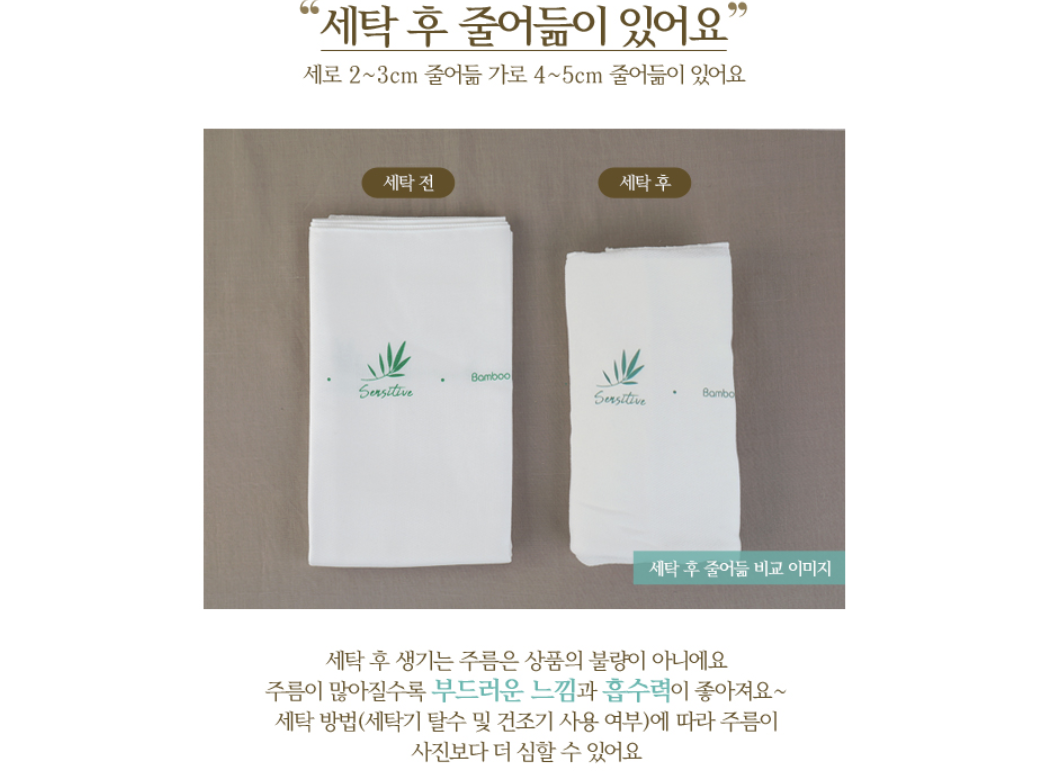 “세탁 후 줄어듦이 있어요”
세로 2~3cm 줄어듦 가로 4~5cm 줄어듦이 있어요
세탁 전
세탁 후
Sensitive
Bamboo
Sensitive
Bambo
세탁 후 줄어듦 비교 이미지
세탁 후 생기는 주름은 상품의 불량이 아니에요
주름이 많아질수록 부드러운 느낌과 흡수력이 좋아져요~
세탁 방법(세탁기 탈수 및 건조기 사용 여부)에 따라 주름이
사진보다 더 심할 수 있어요